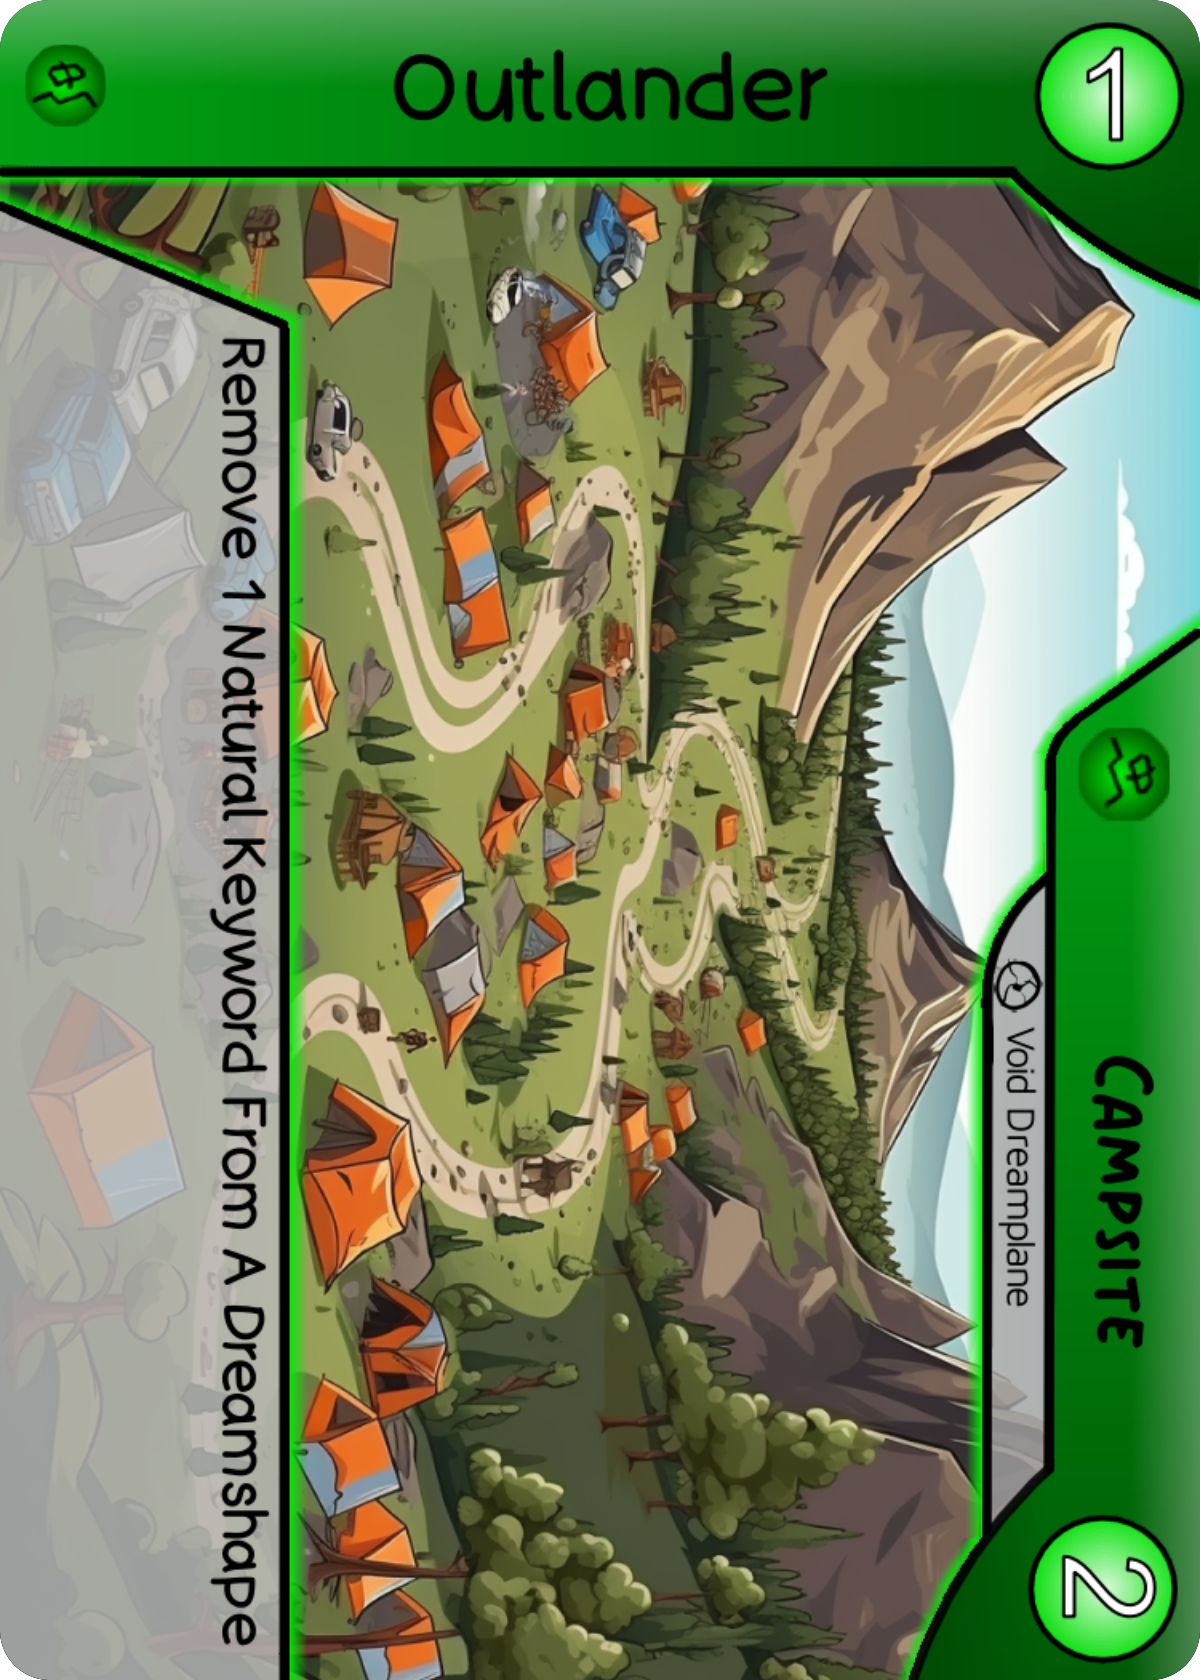 Outlander
1
CAMPSITE
2
Void Dreamplane
Remove 1 Natural Keyword From A Dreamshape